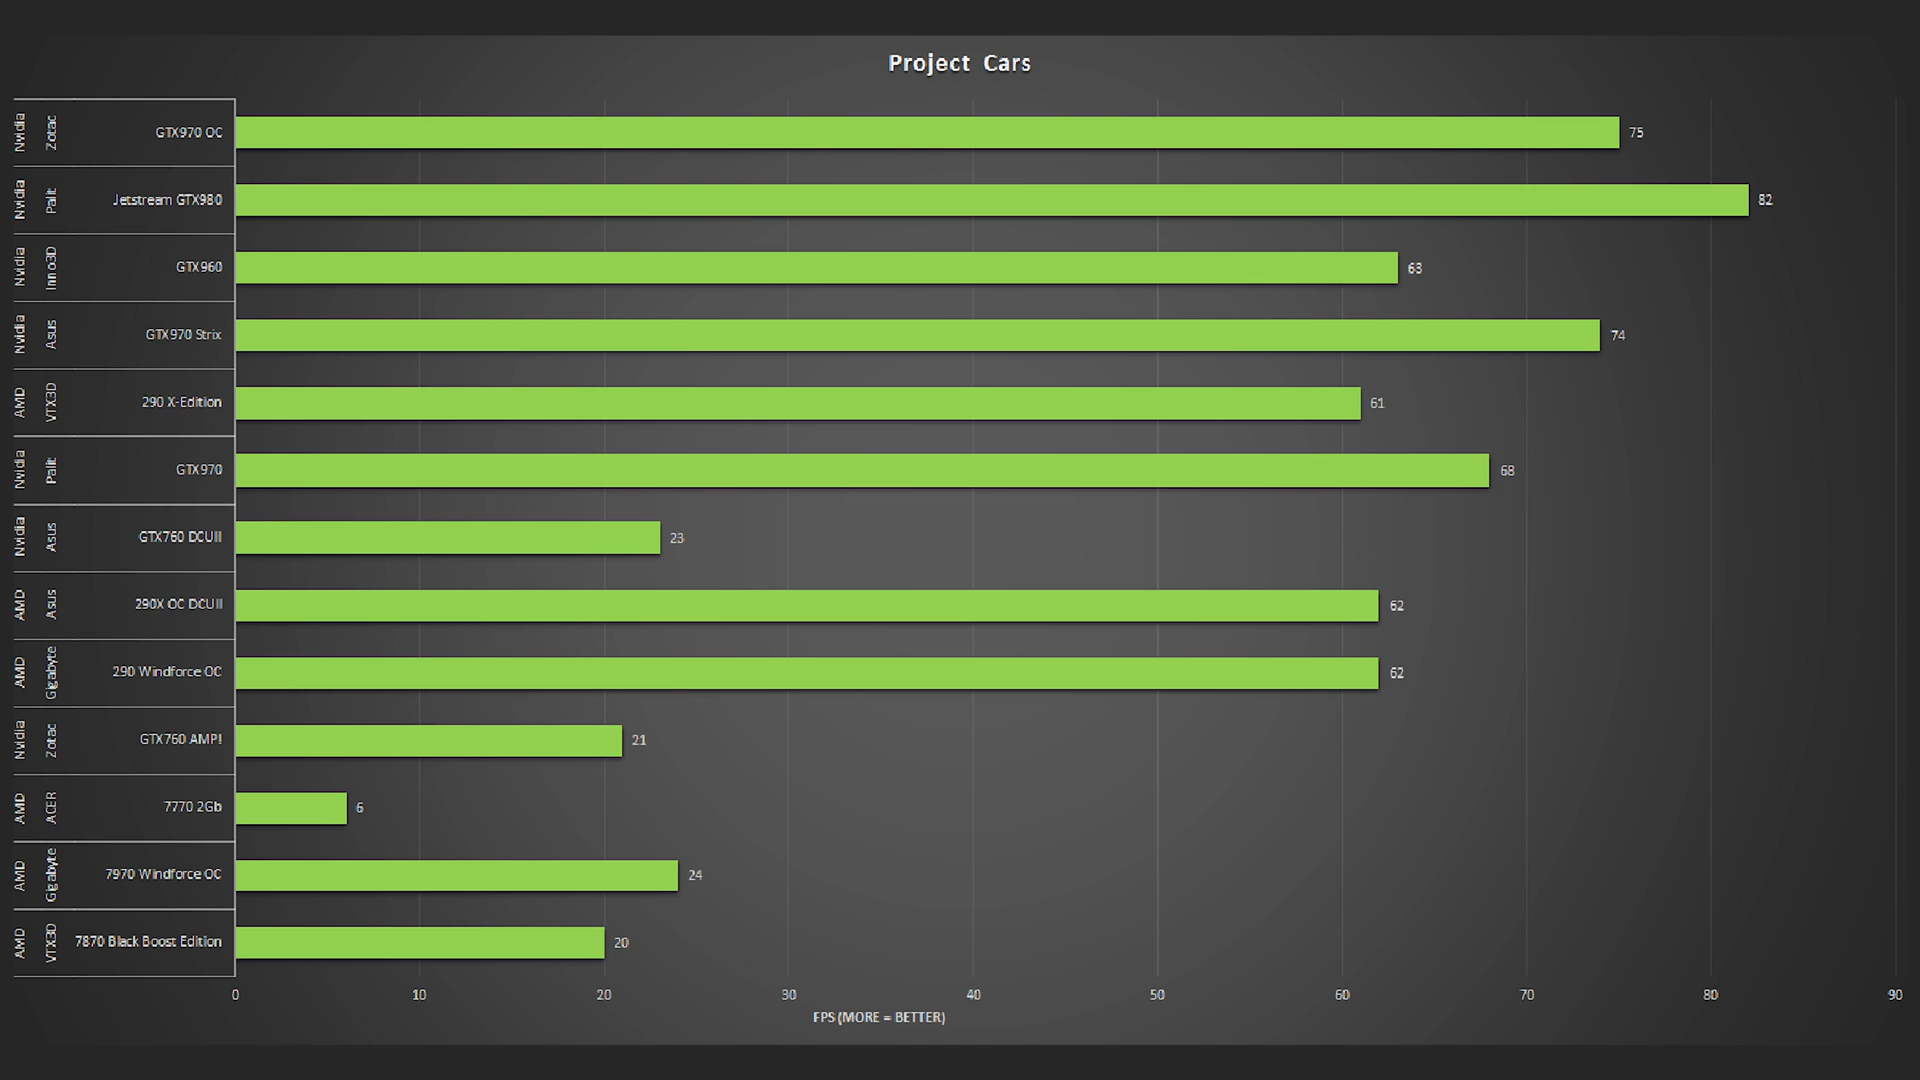 Project Cars
Nvidia Zotac GTX970 OC 75
Nvidia Palit Jetstream GTX980 82
Nvidia Inno3D GTX960 63
Nvidia Asus GTX970 Strix 74
AMD VTX3D 290 X-Edition 61
Nvidia Palit GTX970 68
Nvidia Asus GTX760 DCUII 23
AMD Asus 290X OC DCUII 62
AMD Gigabyte 290 Windforce OC 62
Nvidia Zotac GTX760 AMP! 21
AMD ACER 7770 2Gb 6
AMD Gigabyte 7970 Windforce OC 24
AMD VTX3D 7870 Black Boost Edition 20
0 10 20 30 40 50 60 70 80 90
FPS (MORE = BETTER)